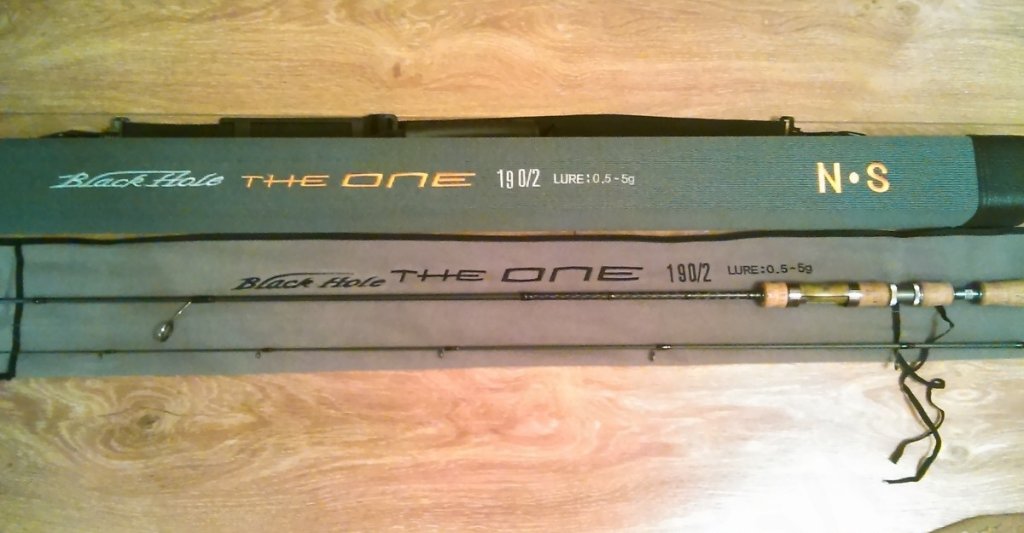 Black Hole THE ONE 190/2 LURE:0.5-5g N•S
Black Hole THE ONE 190/2 LURE:0.5-5g